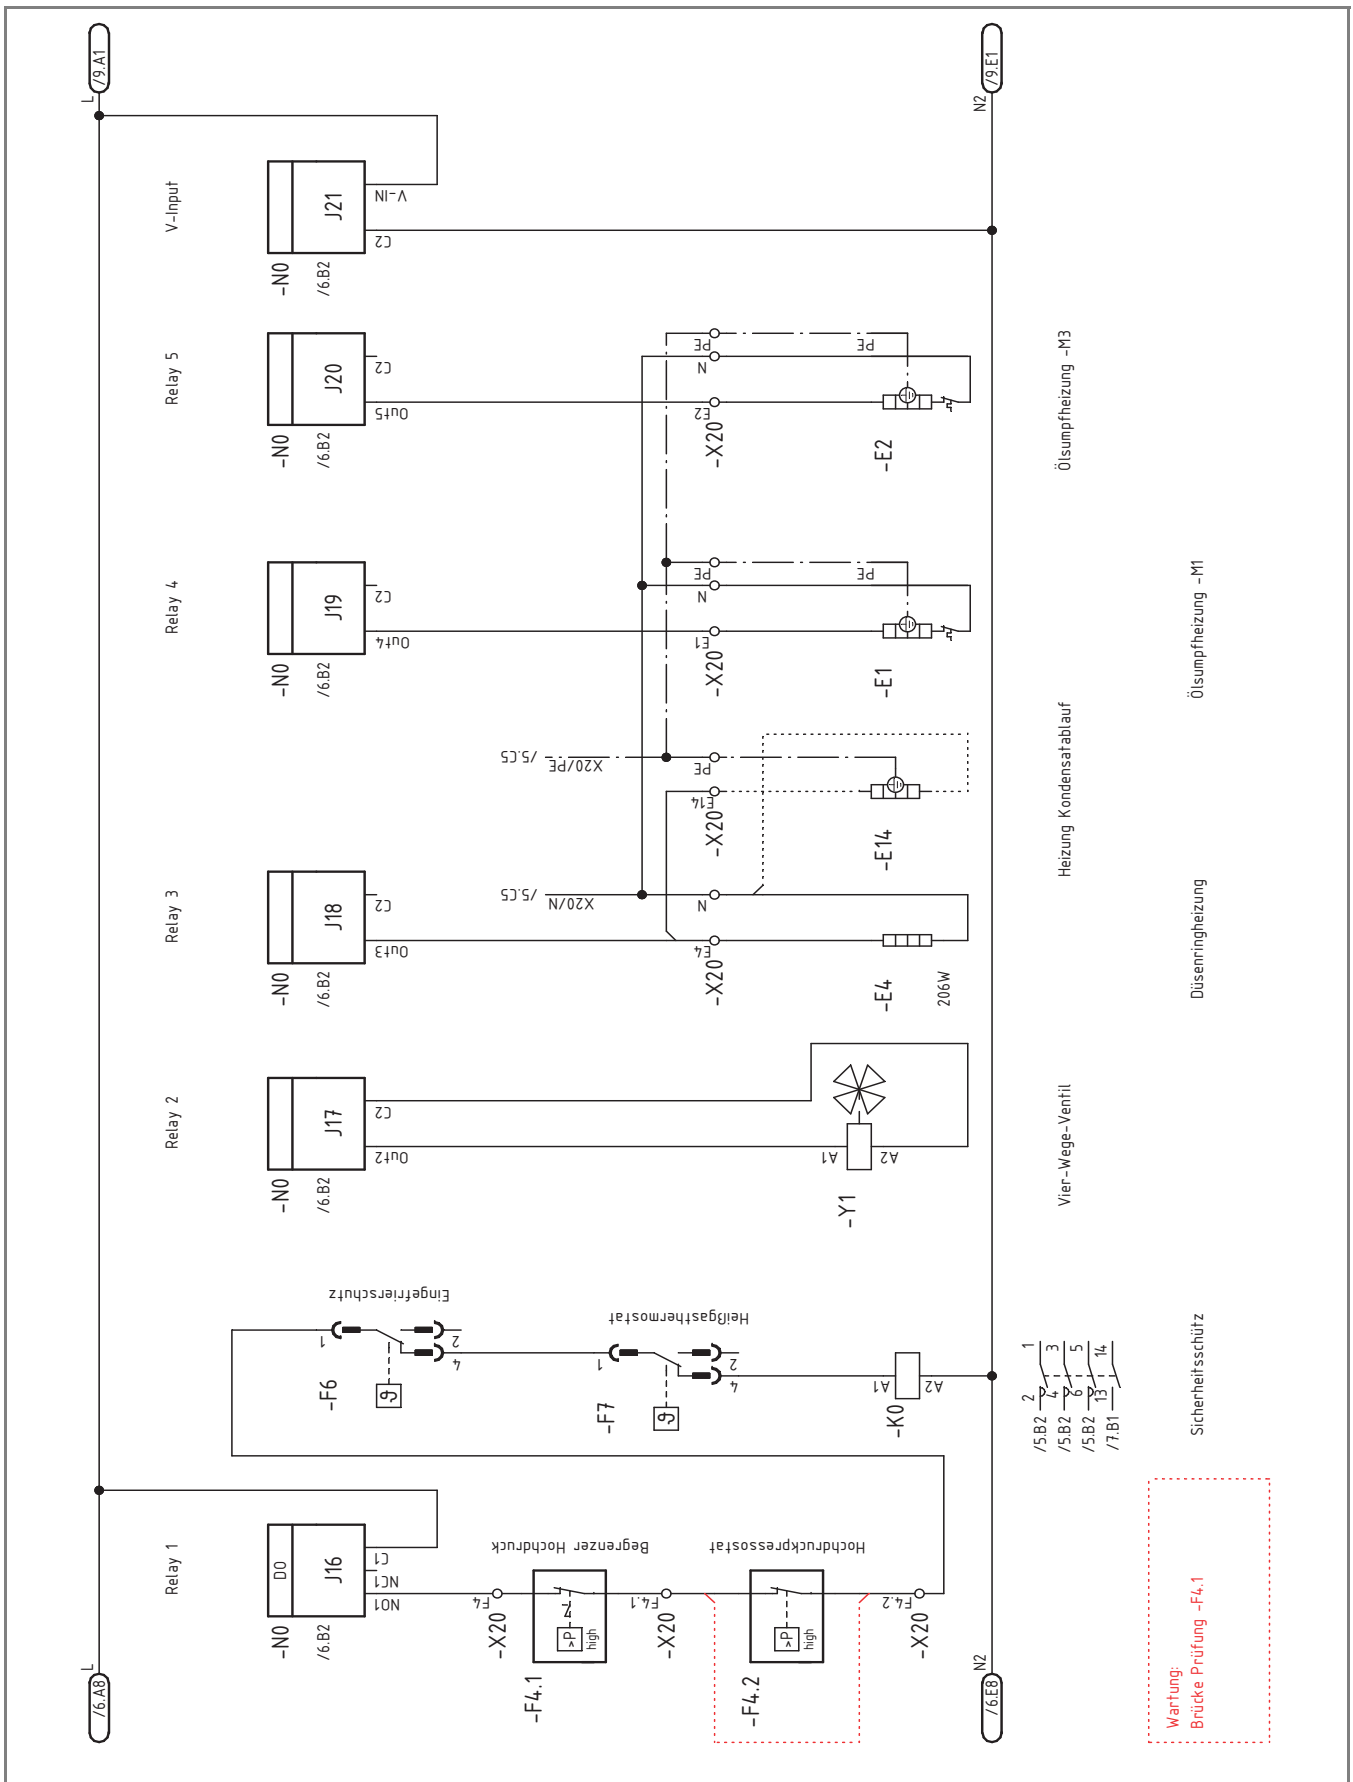 /6.A8
L
L
/9.A1
Relay 1
-N0
/6.B2
DO
J16
NO1
NC1
C1
-X20
F4
-F4.1
>P
high
Begrenzer Hochdruck
-X20
F4.1
-F4.2
>P
high
Hochdruckpressostat
-X20
F4.2
-F6
ϑ
1
4
2
Eingefrierschutz
-F7
ϑ
1
4
2
Heißgasthermostat
-K0
A1
A2
Relay 2
-N0
/6.B2
J17
Out2
C2
-Y1
A1
A2
Relay 3
-N0
/6.B2
J18
Out3
C2
/5.C5
X20/N
-X20
E4
N
-E4
206W
/5.C5
X20/PE
-X20
E14
PE
-E14
Relay 4
-N0
/6.B2
J19
Out4
C2
-X20
E1
N
PE
PE
-E1
Relay 5
-N0
/6.B2
J20
Out5
C2
-X20
E2
N
PE
PE
-E2
V-Input
-N0
/6.B2
J21
C2
V-IN
/6.E8
N2
N2
/9.E1
/5.B2 2 1
/5.B2 4 3
/5.B2 6 5
/7.B1 13 14
Vier-Wege-Ventil
Heizung Kondensatablauf
Ölsumpfheizung -M3
Wartung:
Brücke Prüfung -F4.1
Sicherheitsschütz
Düsenringheizung
Ölsumpfheizung -M1